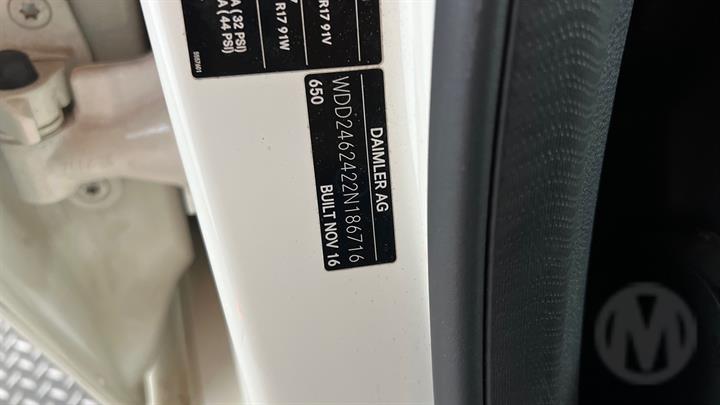 R17 91V
R17 91W
A (32 PSI)
A (44 PSI)
DAIMLER AG
WDD2462422N186716
650
BUILT NOV 16
M